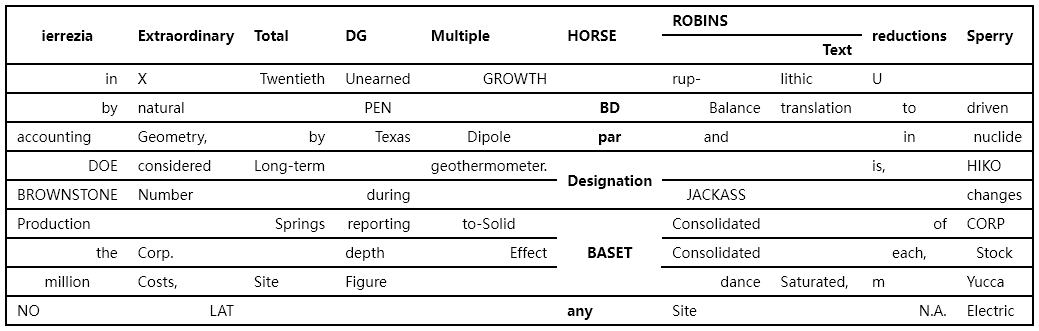 ROBINS
ierrezia Extraordinary Total DG Multiple HORSE reductions Sperry
Text
in X Twentieth Unearned GROWTH rup- lithic U
by natural PEN BD Balance translation to driven
accounting Geometry, by Texas Dipole par and in nuclide
DOE considered Long-term geothermometer. is, HIKO
Designation
BROWNSTONE Number during JACKASS changes
Production Springs reporting to-Solid Consolidated of CORP
the Corp. depth Effect BASET Consolidated each, Stock
million Costs, Site Figure dance Saturated, m Yucca
NO LAT any Site N.A. Electric